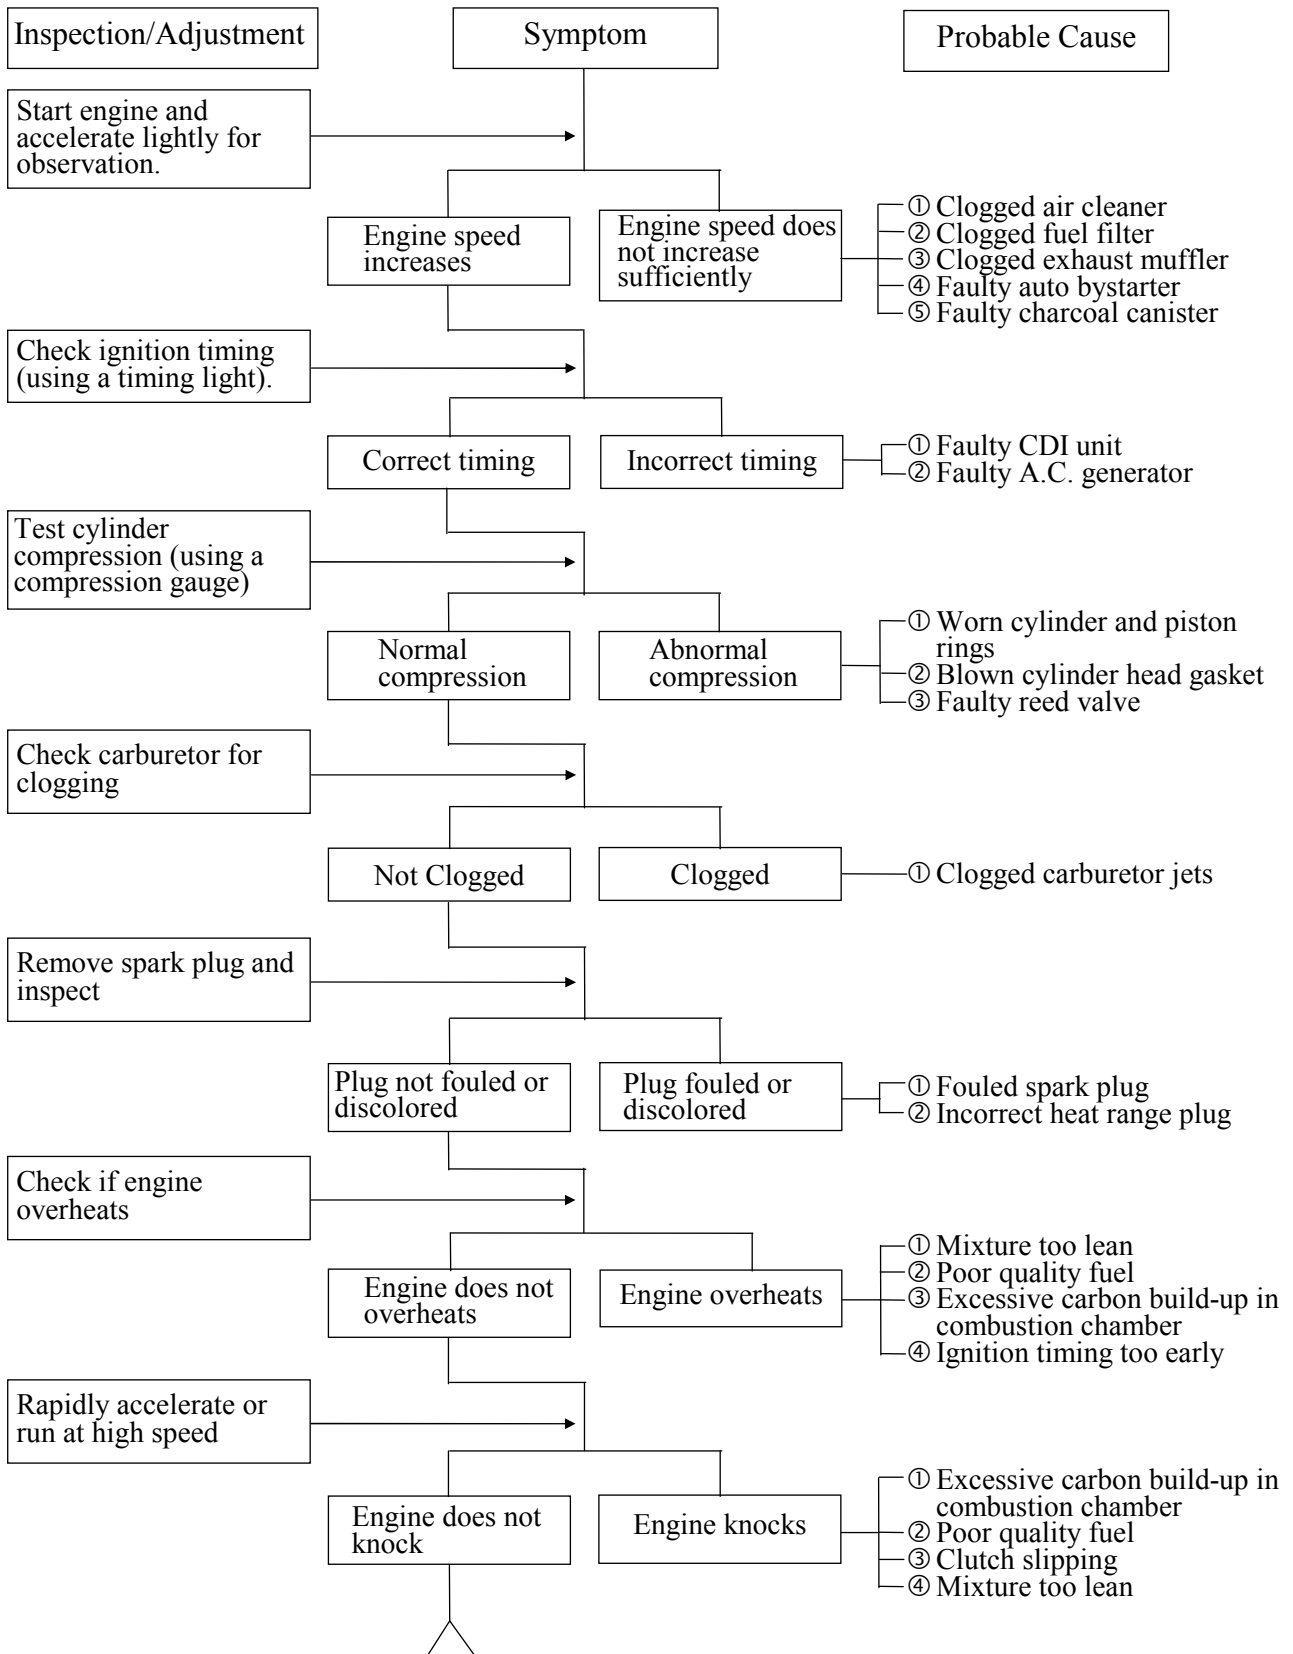 Inspection/Adjustment
Symptom
Probable Cause
Start engine and
accelerate lightly for
observation.
Engine speed
increases
Engine speed does
not increase
sufficiently
① Clogged air cleaner
② Clogged fuel filter
③ Clogged exhaust muffler
④ Faulty auto bystarter
⑤ Faulty charcoal canister
Check ignition timing
(using a timing light).
Correct timing
Incorrect timing
① Faulty CDI unit
② Faulty A.C. generator
Test cylinder
compression (using a
compression gauge)
Normal
compression
Abnormal
compression
① Worn cylinder and piston
rings
② Blown cylinder head gasket
③ Faulty reed valve
Check carburetor for
clogging
Not Clogged
Clogged
① Clogged carburetor jets
Remove spark plug and
inspect
Plug not fouled or
discolored
Plug fouled or
discolored
① Fouled spark plug
② Incorrect heat range plug
Check if engine
overheats
Engine does not
overheats
Engine overheats
① Mixture too lean
② Poor quality fuel
③ Excessive carbon build-up in
combustion chamber
④ Ignition timing too early
Rapidly accelerate or
run at high speed
Engine does not
knock
Engine knocks
① Excessive carbon build-up in
combustion chamber
② Poor quality fuel
③ Clutch slipping
④ Mixture too lean